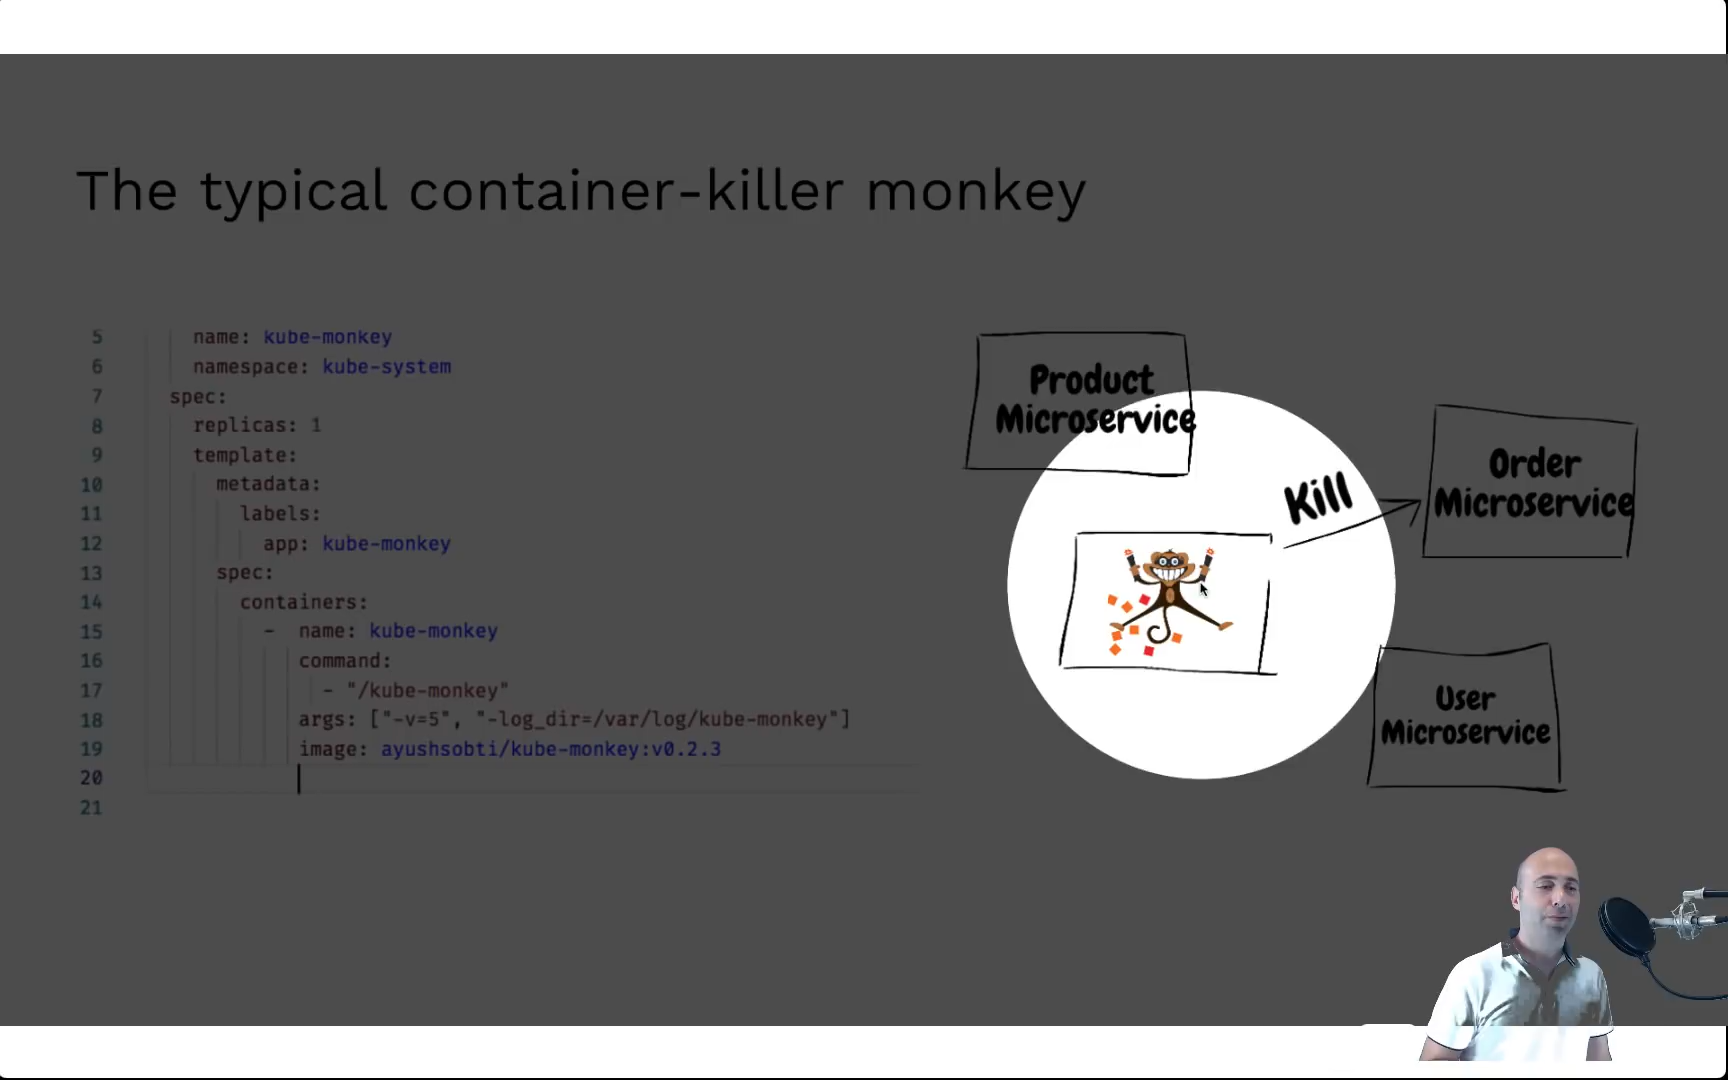 The typical container-killer monkey
5 name: kube-monkey
6 namespace: kube-system
7 spec:
8 replicas: 1
9 template:
10 metadata:
11 labels:
12 app: kube-monkey
13 spec:
14 containers:
15 - name: kube-monkey
16 command:
17 - "/kube-monkey"
18 args: ["-v=5", "-log_dir=/var/log/kube-monkey"]
19 image: ayushsobti/kube-monkey:v0.2.3
20
21
Product
Microservice
Kill
Order
Microservice
User
Microservice